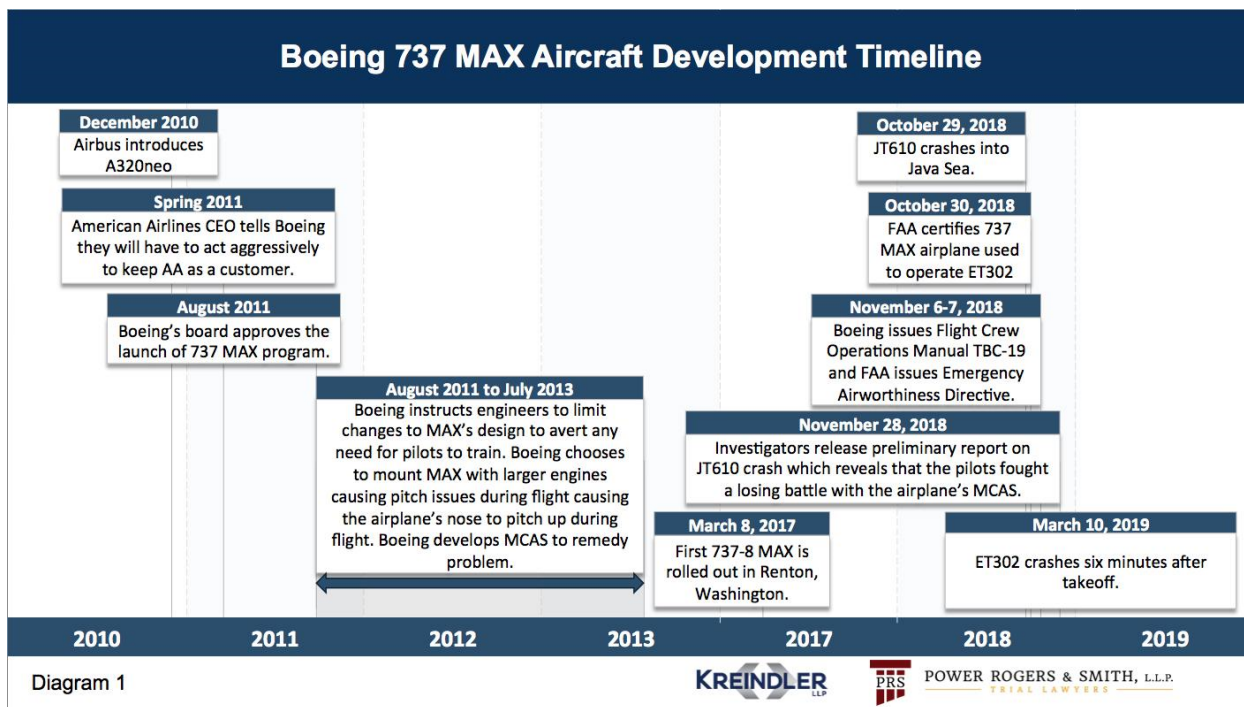 Boeing 737 MAX Aircraft Development Timeline
December 2010
Airbus introduces
A320neo
Spring 2011
American Airlines CEO tells Boeing
they will have to act aggressively
to keep AA as a customer.
August 2011
Boeing's board approves the
launch of 737 MAX program.
August 2011 to July 2013
Boeing instructs engineers to limit
changes to MAX's design to avert any
need for pilots to train. Boeing chooses
to mount MAX with larger engines
causing pitch issues during flight causing
the airplane's nose to pitch up during
flight. Boeing develops MCAS to remedy
problem.
October 29, 2018
JT610 crashes into
Java Sea.
October 30, 2018
FAA certifies 737
MAX airplane used
to operate ET302
November 6-7, 2018
Boeing issues Flight Crew
Operations Manual TBC-19
and FAA issues Emergency
Airworthiness Directive.
November 28, 2018
Investigators release preliminary report on
JT610 crash which reveals that the pilots fought
a losing battle with the airplane's MCAS.
March 8, 2017
First 737-8 MAX is
rolled out in Renton,
Washington.
March 10, 2019
ET302 crashes six minutes after
takeoff.
2010 2011 2012 2013 2017 2018 2019
Diagram 1
KREINDLER
LLP
PRS
POWER ROGERS & SMITH, L.L.P.
TRIAL LAWYERS